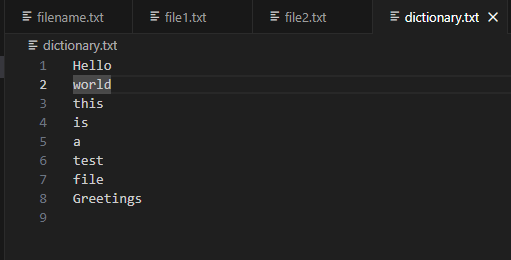 filename.txt file1.txt file2.txt dictionary.txt
dictionary.txt
1 Hello
2 world
3 this
4 is
5 a
6 test
7 file
8 Greetings
9